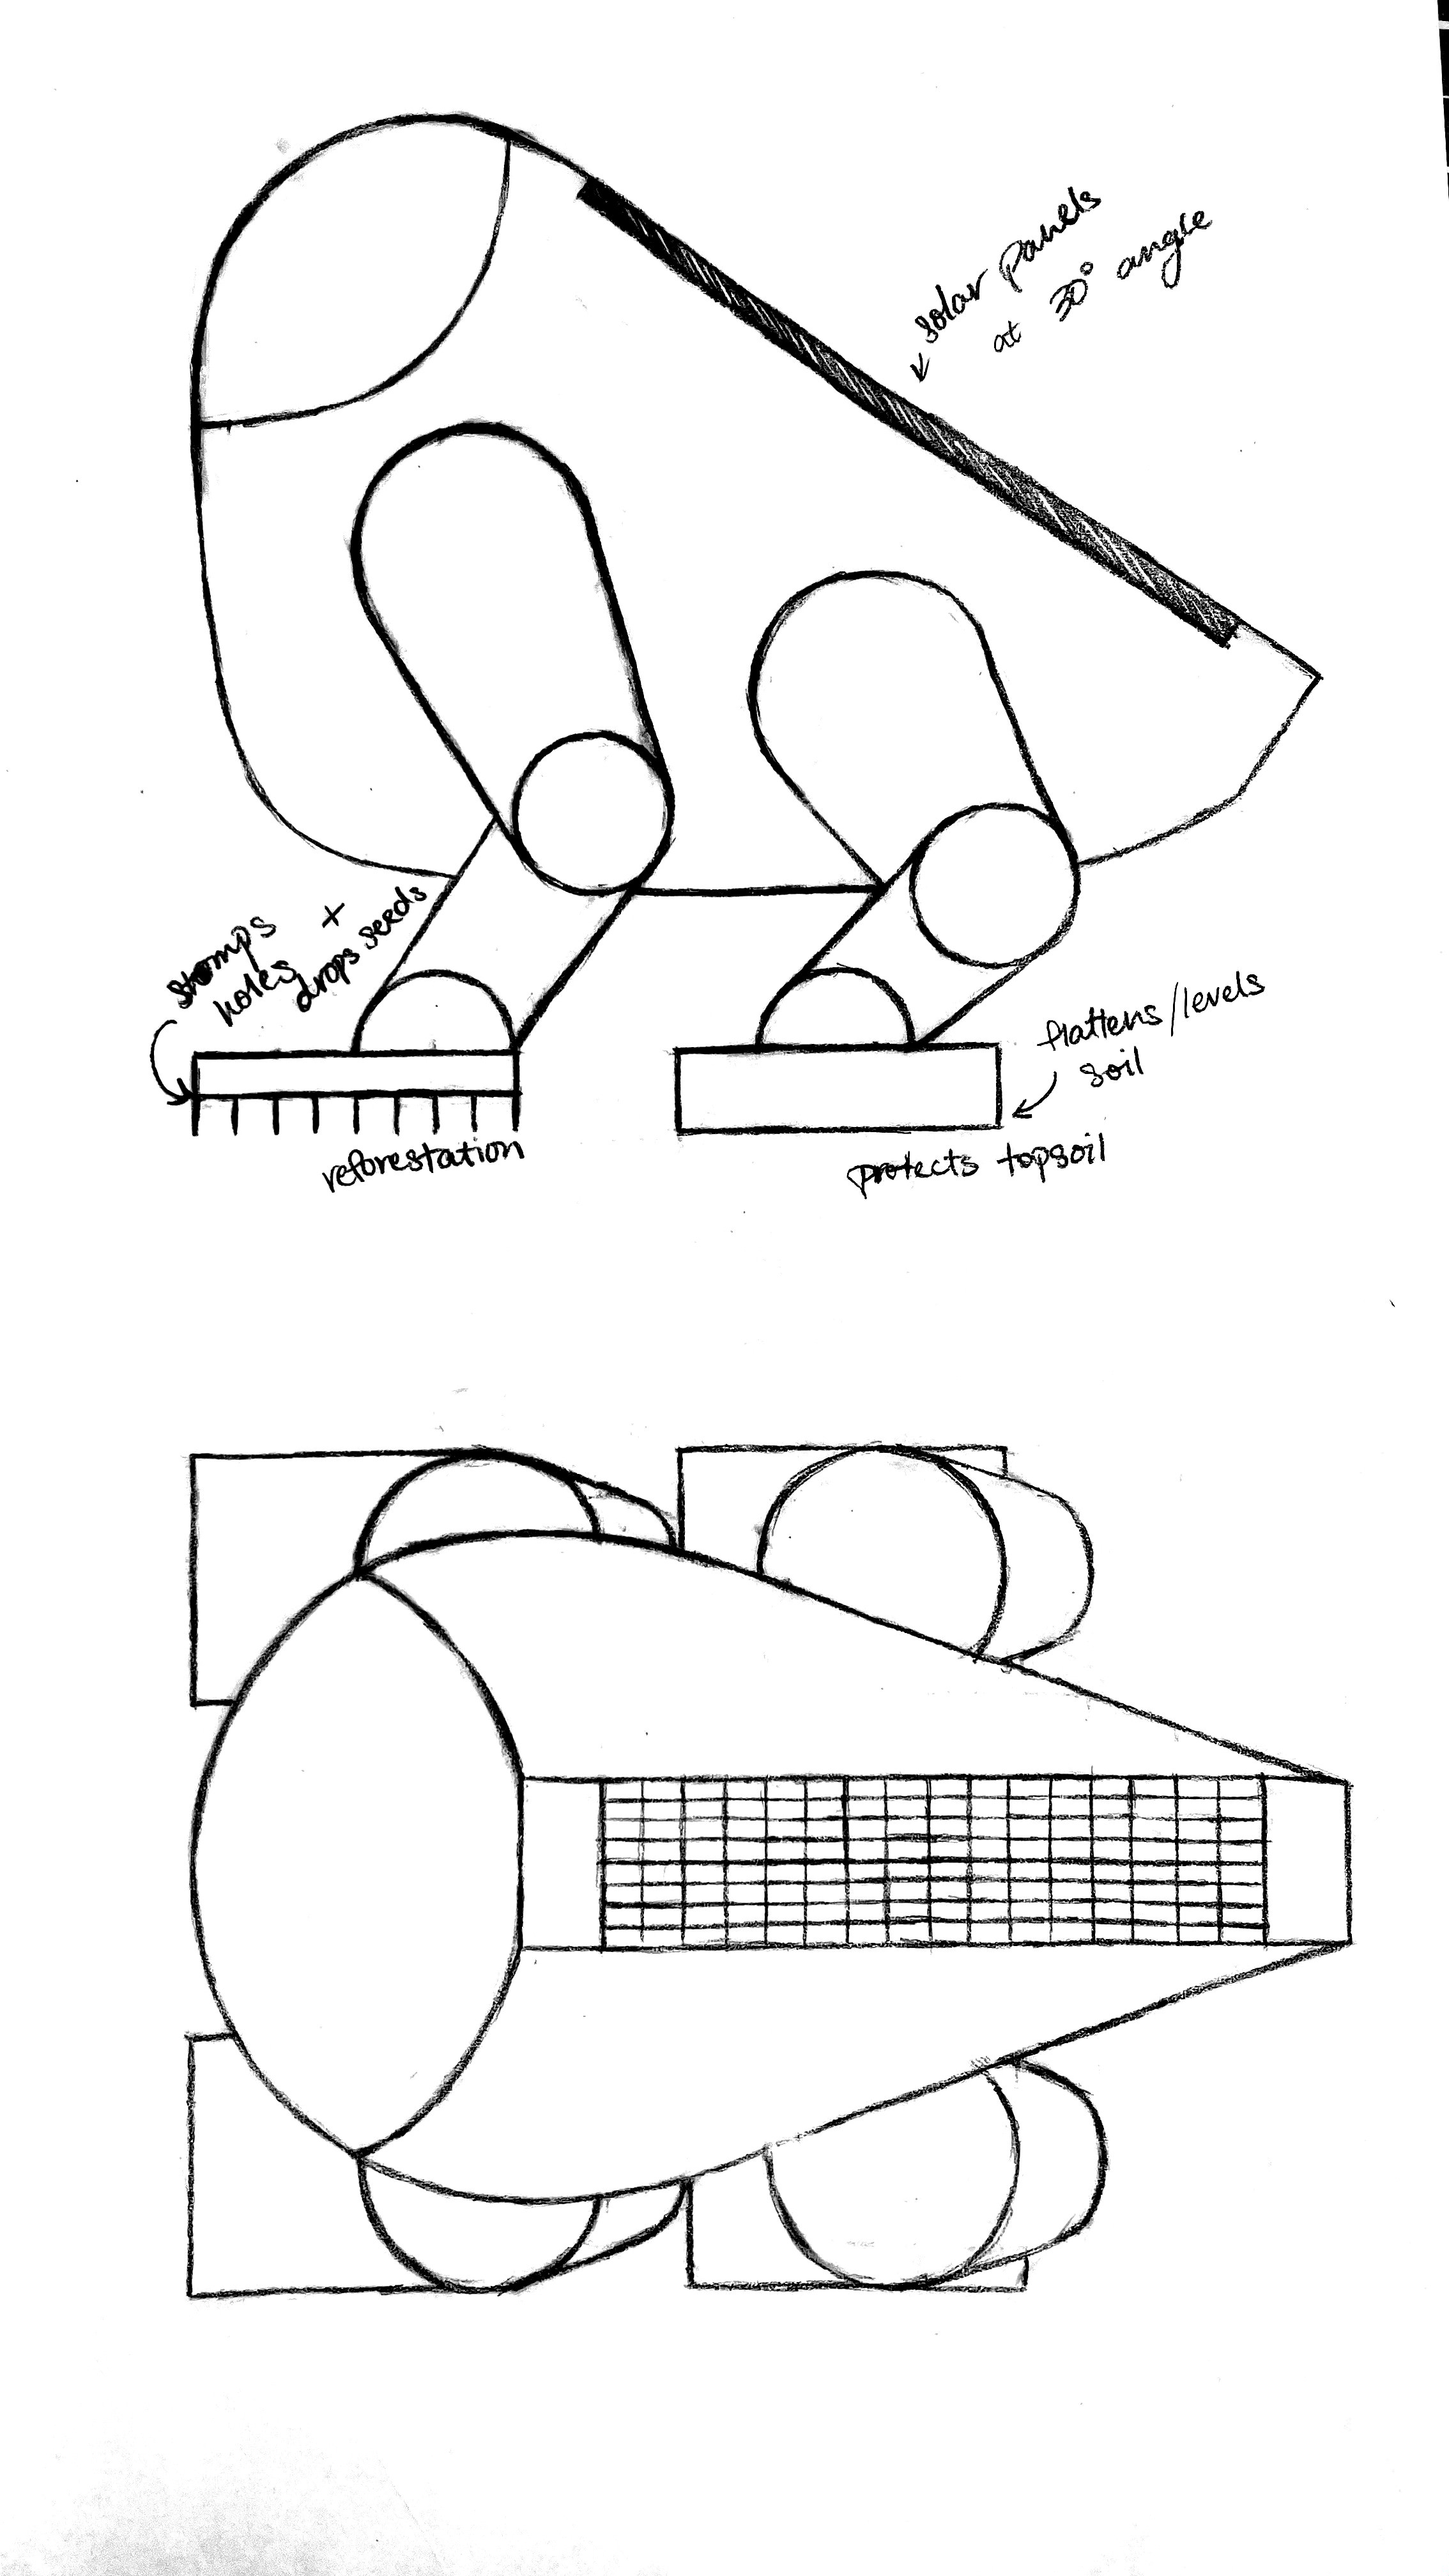 solar panels
at 30° angle
stomps +
holes drops seeds
flattens/levels
soil
reforestation
protects topsoil